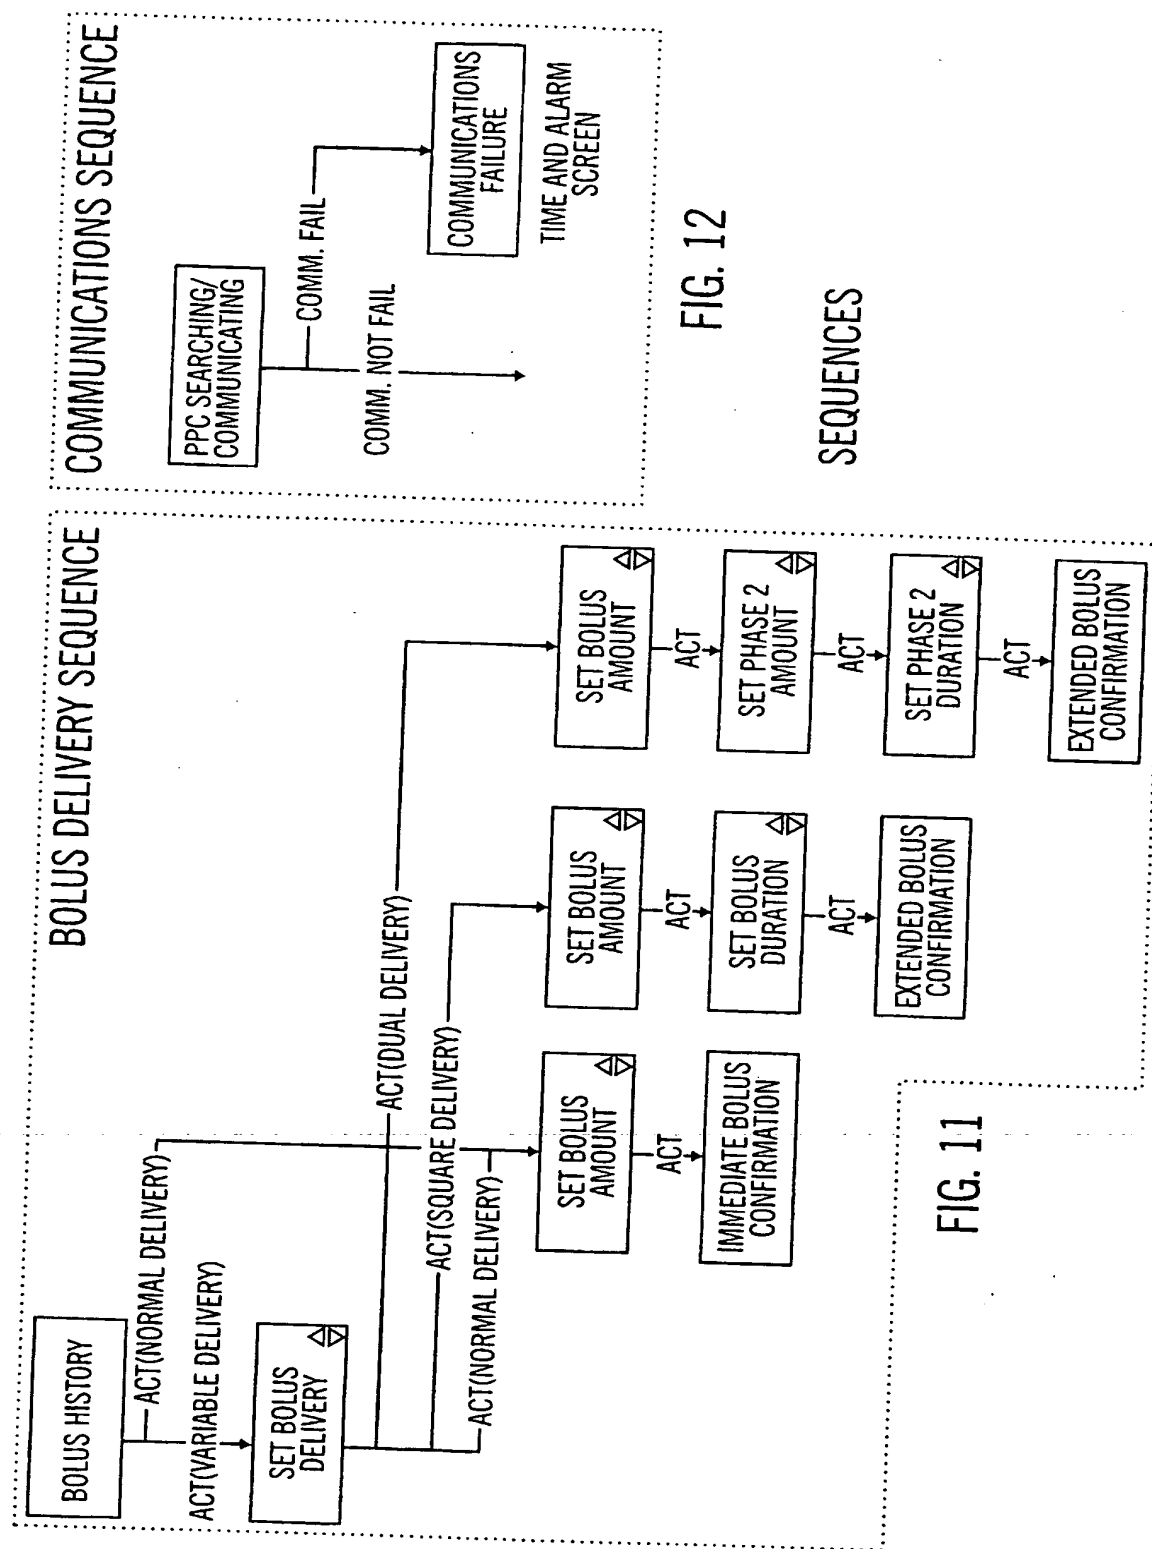 BOLUS DELIVERY SEQUENCE
BOLUS HISTORY
ACT(NORMAL DELIVERY)
ACT(VARIABLE DELIVERY)
SET BOLUS
DELIVERY
ACT(DUAL DELIVERY)
ACT(SQUARE DELIVERY)
ACT(NORMAL DELIVERY)
SET BOLUS
AMOUNT
ACT
IMMEDIATE BOLUS
CONFIRMATION
SET BOLUS
AMOUNT
ACT
SET BOLUS
DURATION
ACT
EXTENDED BOLUS
CONFIRMATION
SET BOLUS
AMOUNT
ACT
SET PHASE 2
AMOUNT
ACT
SET PHASE 2
DURATION
ACT
EXTENDED BOLUS
CONFIRMATION
FIG. 11
COMMUNICATIONS SEQUENCE
PPC SEARCHING/
COMMUNICATING
COMM. FAIL
COMM. NOT FAIL
COMMUNICATIONS
FAILURE
TIME AND ALARM
SCREEN
FIG. 12
SEQUENCES